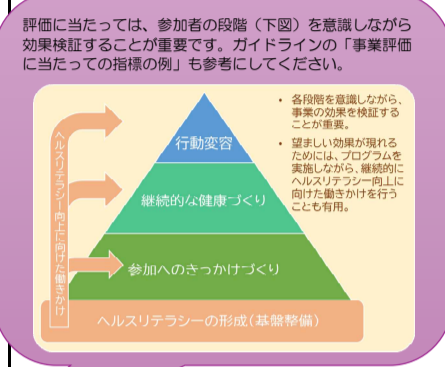 評価に当たっては、参加者の段階（下図）を意識しながら
効果検証することが重要です。ガイドラインの「事業評価
に当たっての指標の例」も参考にしてください。
• 各段階を意識しながら、
事業の効果を検証する
ことが重要。
• 望ましい効果が現れる
ためには、プログラムを
実施しながら、継続的に
ヘルスリテラシー向上に
向けた働きかけを行う
ことも有用。
行動変容
継続的な健康づくり
参加へのきっかけづくり
ヘルスリテラシーの形成（基盤整備）
ヘルスリテラシー向上に向けた働きかけ